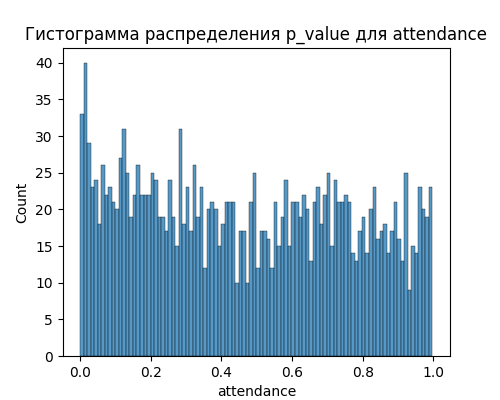 Гистограмма распределения p_value для attendance
40
35
30
25
20
15
10
5
0
Count
0.0 0.2 0.4 0.6 0.8 1.0
attendance